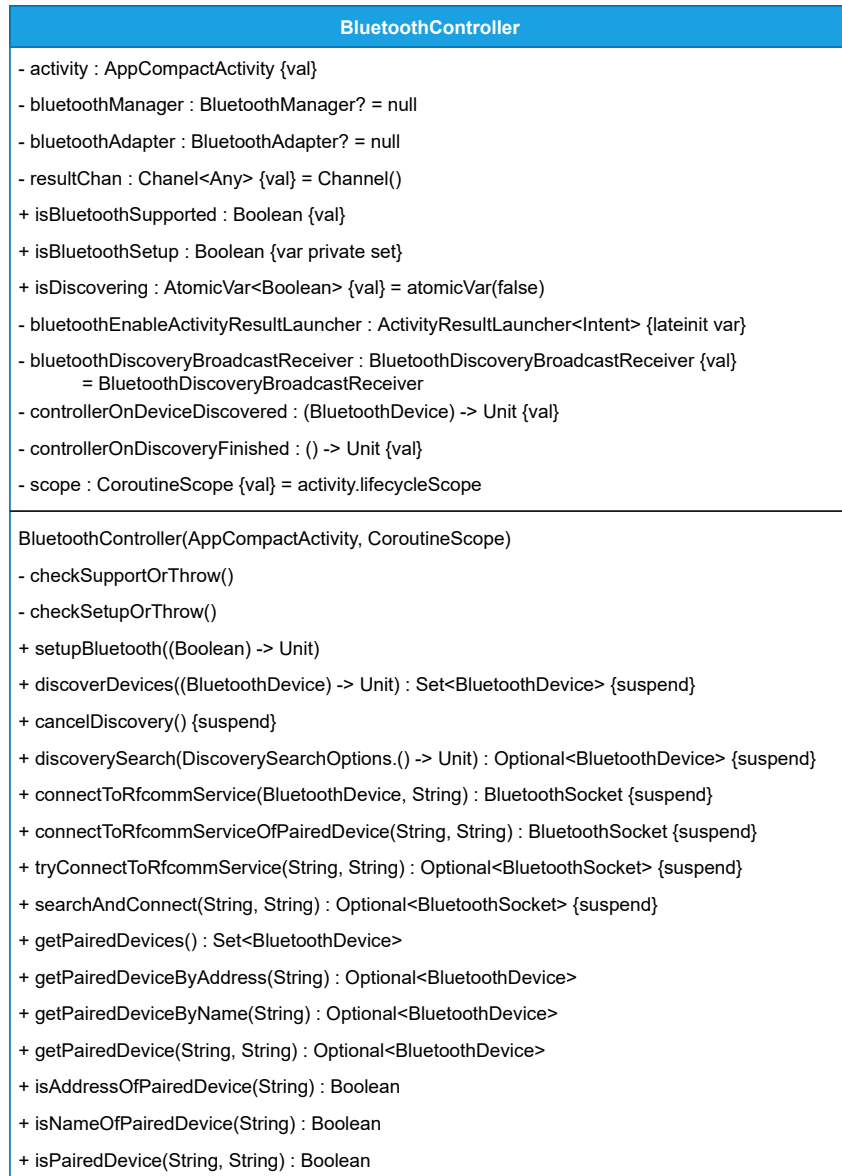 BluetoothController
- activity : AppCompactActivity {val}
- bluetoothManager : BluetoothManager? = null
- bluetoothAdapter : BluetoothAdapter? = null
- resultChan : Chanel<Any> {val} = Channel()
+ isBluetoothSupported : Boolean {val}
+ isBluetoothSetup : Boolean {var private set}
+ isDiscovering : AtomicVar<Boolean> {val} = atomicVar(false)
- bluetoothEnableActivityResultLauncher : ActivityResultLauncher<Intent> {lateinit var}
- bluetoothDiscoveryBroadcastReceiver : BluetoothDiscoveryBroadcastReceiver {val}
= BluetoothDiscoveryBroadcastReceiver
- controllerOnDeviceDiscovered : (BluetoothDevice) -> Unit {val}
- controllerOnDiscoveryFinished : () -> Unit {val}
- scope : CoroutineScope {val} = activity.lifecycleScope
BluetoothController(AppCompactActivity, CoroutineScope)
- checkSupportOrThrow()
- checkSetupOrThrow()
+ setupBluetooth((Boolean) -> Unit)
+ discoverDevices((BluetoothDevice) -> Unit) : Set<BluetoothDevice> {suspend}
+ cancelDiscovery() {suspend}
+ discoverySearch(DiscoverySearchOptions.() -> Unit) : Optional<BluetoothDevice> {suspend}
+ connectToRfcommService(BluetoothDevice, String) : BluetoothSocket {suspend}
+ connectToRfcommServiceOfPairedDevice(String, String) : BluetoothSocket {suspend}
+ tryConnectToRfcommService(String, String) : Optional<BluetoothSocket> {suspend}
+ searchAndConnect(String, String) : Optional<BluetoothSocket> {suspend}
+ getPairedDevices() : Set<BluetoothDevice>
+ getPairedDeviceByAddress(String) : Optional<BluetoothDevice>
+ getPairedDeviceByName(String) : Optional<BluetoothDevice>
+ getPairedDevice(String, String) : Optional<BluetoothDevice>
+ isAddressOfPairedDevice(String) : Boolean
+ isNameOfPairedDevice(String) : Boolean
+ isPairedDevice(String, String) : Boolean